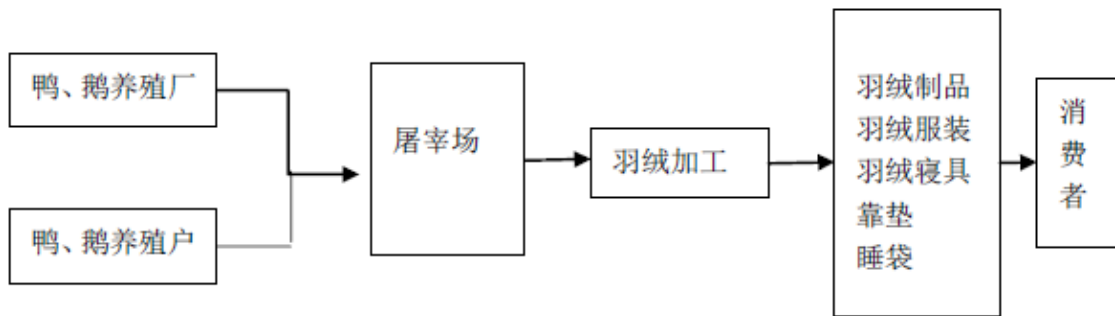 鸭、鹅养殖厂
鸭、鹅养殖户
屠宰场
羽绒加工
羽绒制品
羽绒服装
羽绒寝具
靠垫
睡袋
消
费
者